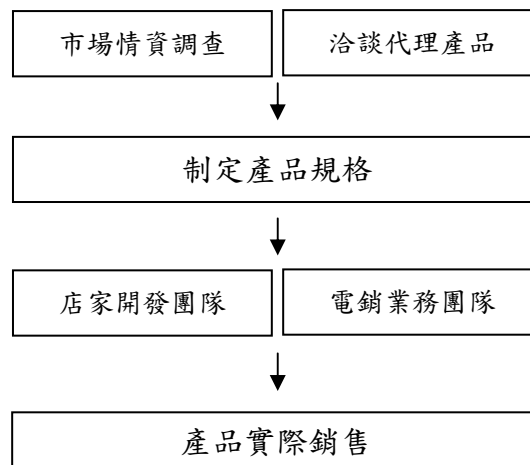 市場情資調查
洽談代理產品
制定產品規格
店家開發團隊
電銷業務團隊
產品實際銷售